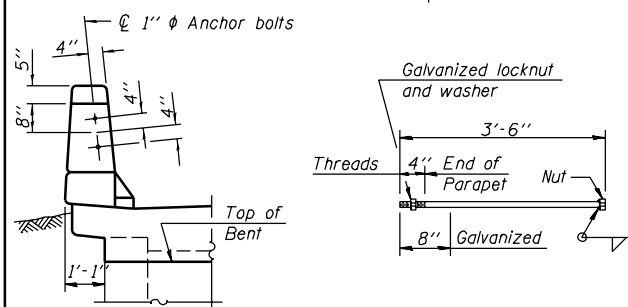 ℄ 1'' φ Anchor bolts
4''
5''
8''
4''
4''
Top of
Bent
1'-1''
Galvanized locknut
and washer
3'-6''
Threads
4''
End of
Parapet
Nut
8''
Galvanized